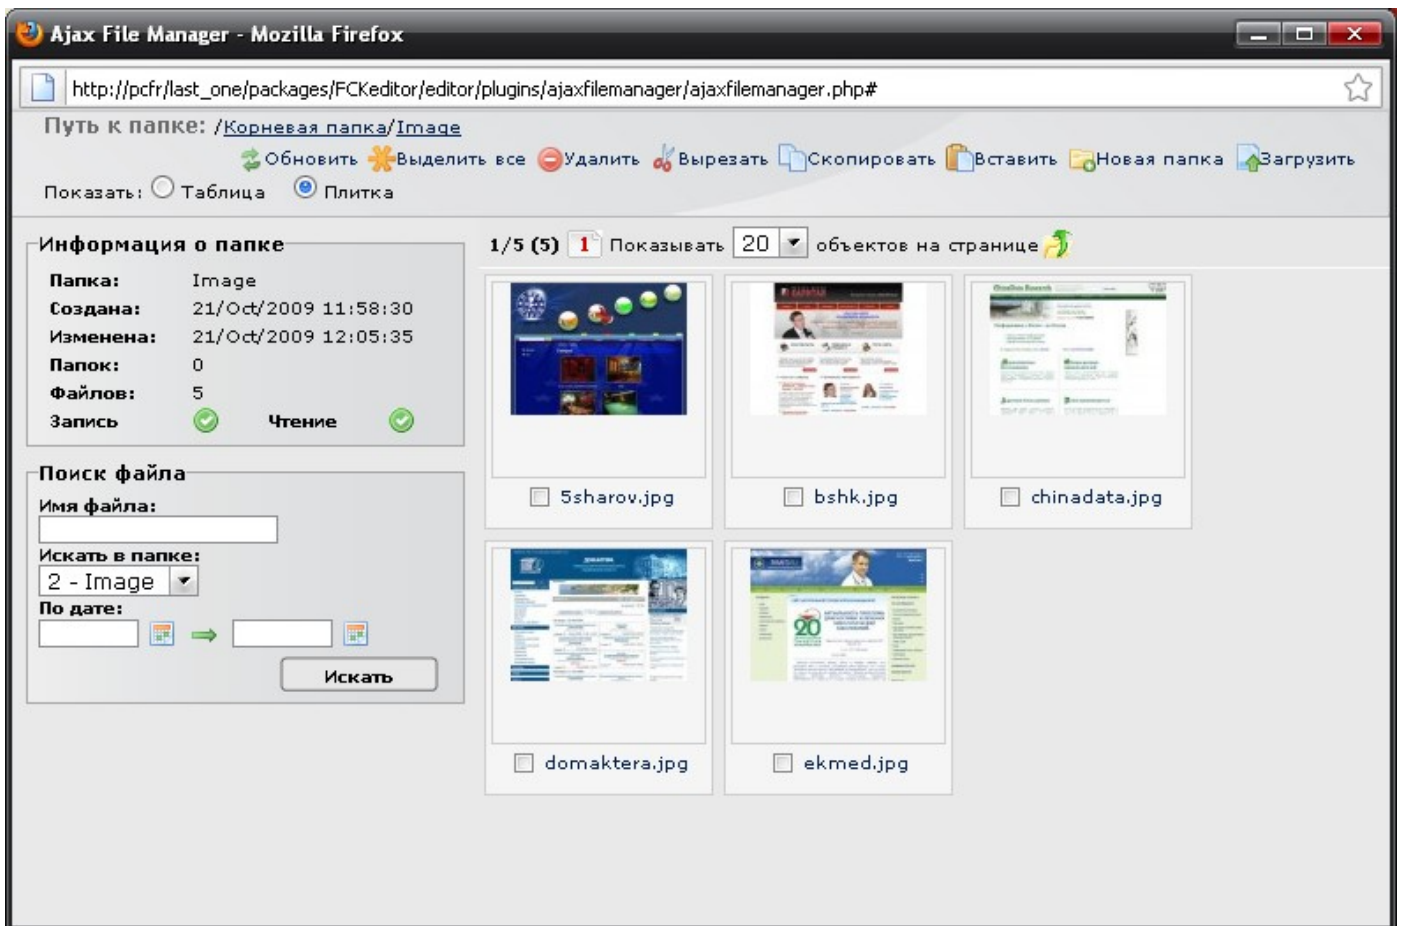 Ajax File Manager - Mozilla Firefox
http://pcfr/last_one/packages/FCKeditor/editor/plugins/ajaxfilemanager/ajaxfilemanager.php#
Путь к папке: /Корневая папка/Image
Обновить Выделить все Удалить Вырезать Скопировать Вставить Новая папка Загрузить
Показать: Таблица Плитка
Информация о папке
Папка: Image
Создана: 21/Oct/2009 11:58:30
Изменена: 21/Oct/2009 12:05:35
Папок: 0
Файлов: 5
Запись Чтение
Поиск файла
Имя файла:
Искать в папке:
2 - Image
По дате:
Искать
1/5 (5) 1 Показывать 20 объектов на странице
5sharov.jpg bshk.jpg chinadata.jpg
20
domaktera.jpg ekmed.jpg